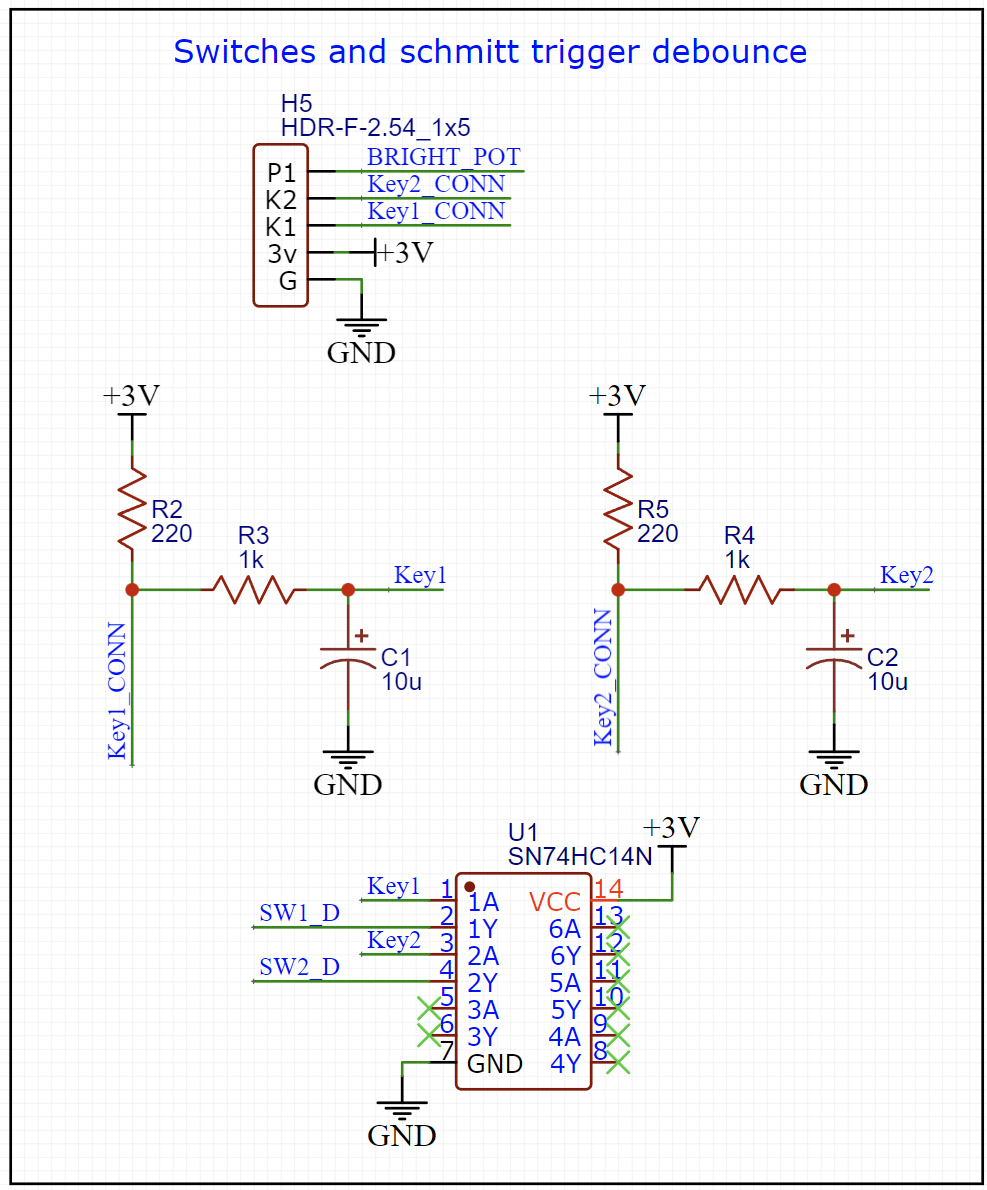 Switches and schmitt trigger debounce
H5
HDR-F-2.54_1x5
P1 BRIGHT_POT
K2 Key2_CONN
K1 Key1_CONN
3v +3V
G
GND
+3V
R2
220
R3
1k
Key1
Key1_CONN
+
C1
10u
GND
+3V
R5
220
R4
1k
Key2
Key2_CONN
+
C2
10u
GND
U1
SN74HC14N
+3V
Key1 1 1A VCC 14
SW1_D 2 1Y 6A 13
Key2 3 2A 6Y 12
SW2_D 4 2Y 5A 11
5 3A 5Y 10
6 3Y 4A 9
7 GND 4Y 8
GND